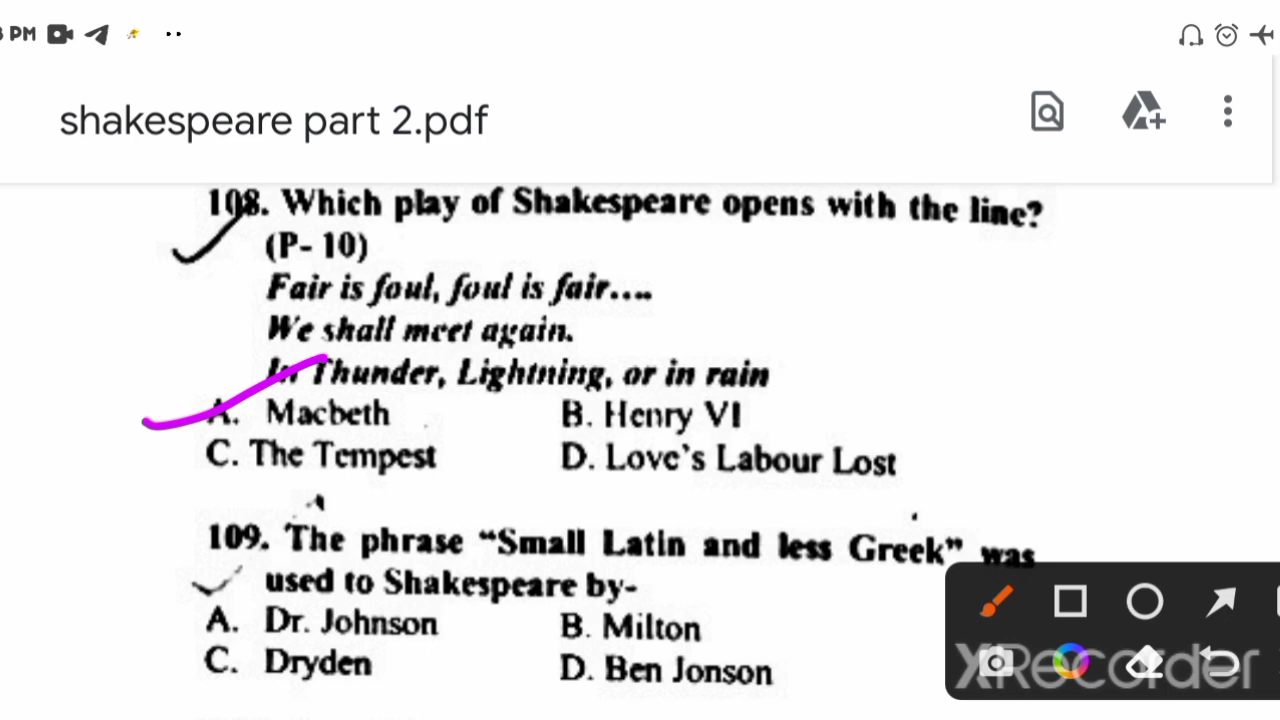 8 PM
shakespeare part 2.pdf
108. Which play of Shakespeare opens with the line?
(P- 10)
Fair is foul, foul is fair....
We shall meet again.
In Thunder, Lightning, or in rain
A. Macbeth B. Henry VI
C. The Tempest D. Love's Labour Lost
109. The phrase “Small Latin and less Greek” was
used to Shakespeare by-
A. Dr. Johnson B. Milton
C. Dryden D. Ben Jonson
XRecorder